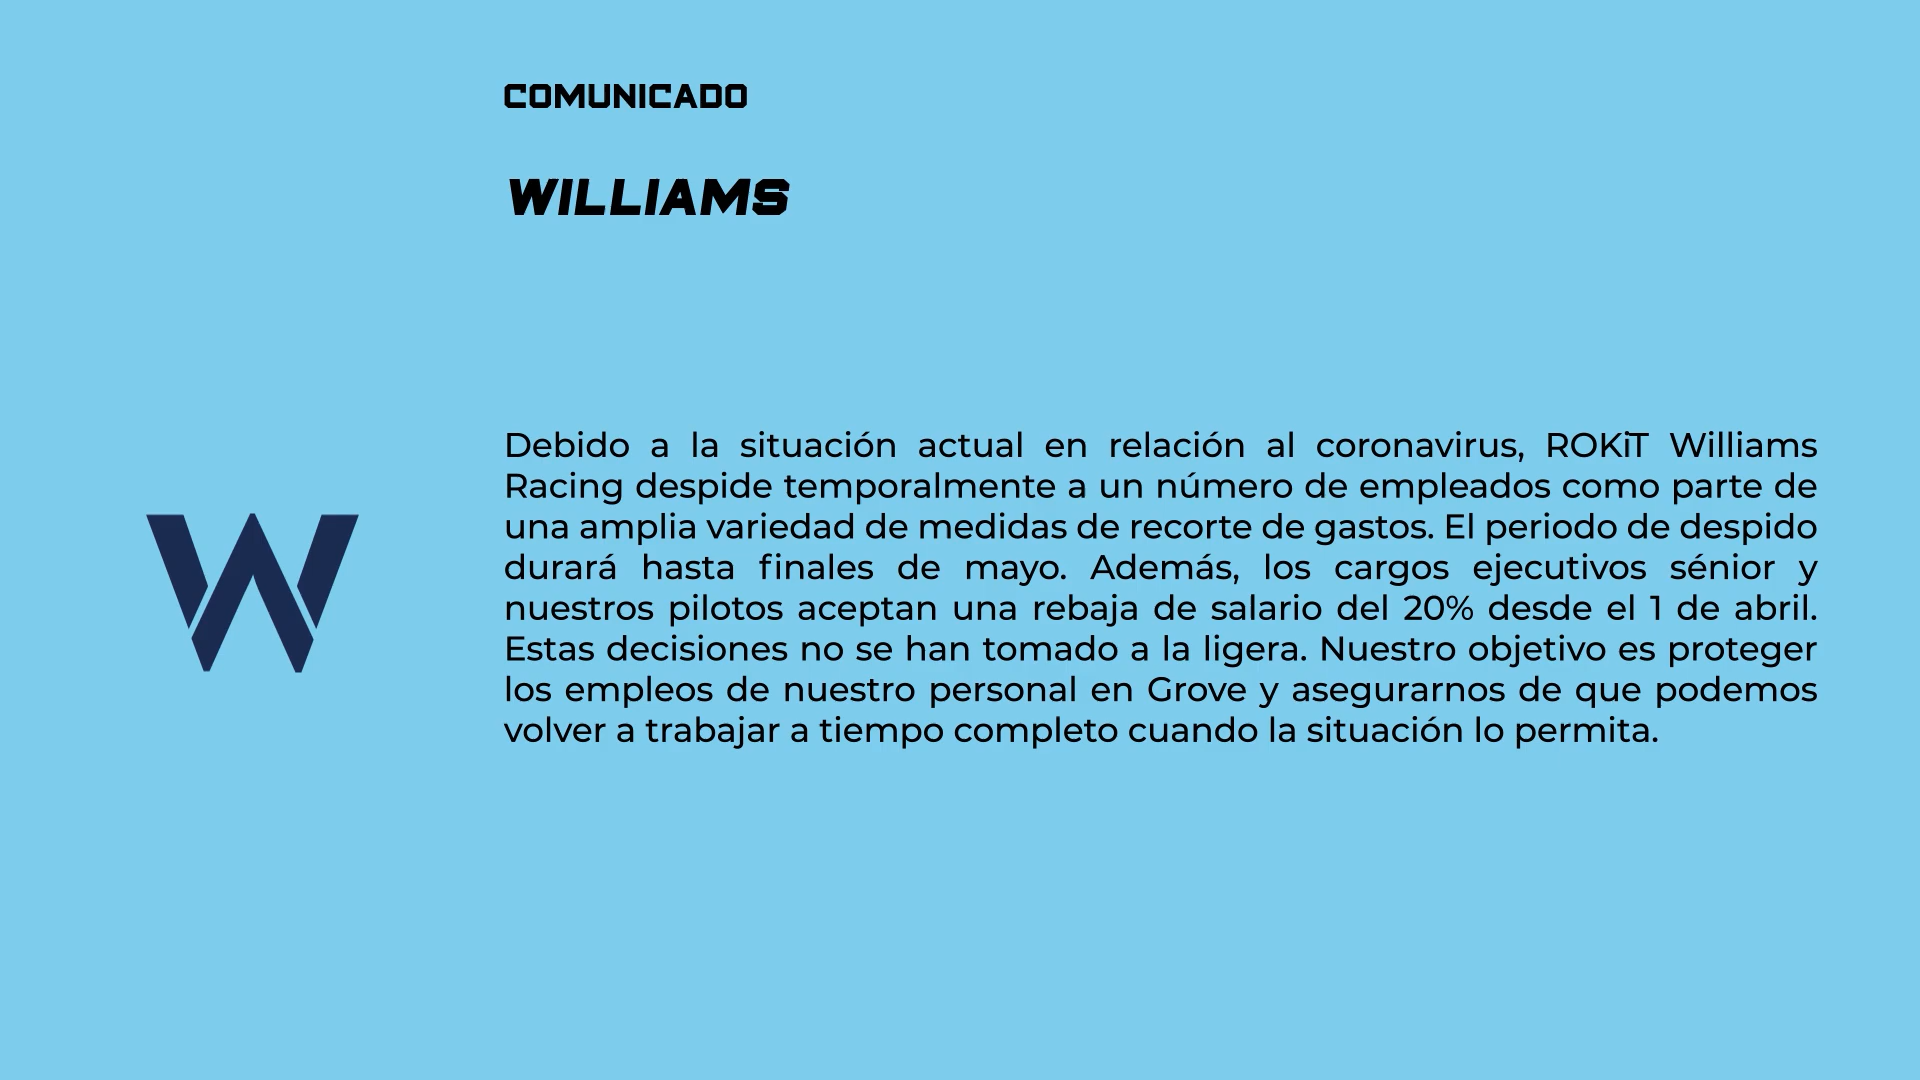 COMUNICADO
WILLIAMS
Debido a la situación actual en relación al coronavirus, ROKiT Williams
Racing despide temporalmente a un número de empleados como parte de
una amplia variedad de medidas de recorte de gastos. El periodo de despido
durará hasta finales de mayo. Además, los cargos ejecutivos sénior y
nuestros pilotos aceptan una rebaja de salario del 20% desde el 1 de abril.
Estas decisiones no se han tomado a la ligera. Nuestro objetivo es proteger
los empleos de nuestro personal en Grove y asegurarnos de que podemos
volver a trabajar a tiempo completo cuando la situación lo permita.